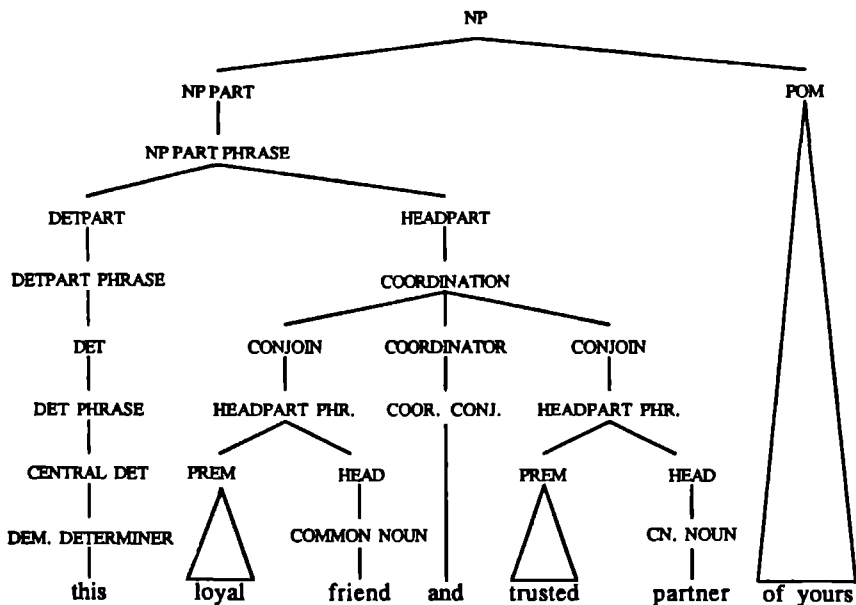 NP
NP PART POM
NP PART PHRASE
DETPART HEADPART
DETPART PHRASE COORDINATION
DET CONJOIN COORDINATOR CONJOIN
DET PHRASE HEADPART PHR. COOR. CONJ. HEADPART PHR.
CENTRAL DET PREM HEAD PREM HEAD
DEM. DETERMINER COMMON NOUN CN. NOUN
this loyal friend and trusted partner of yours